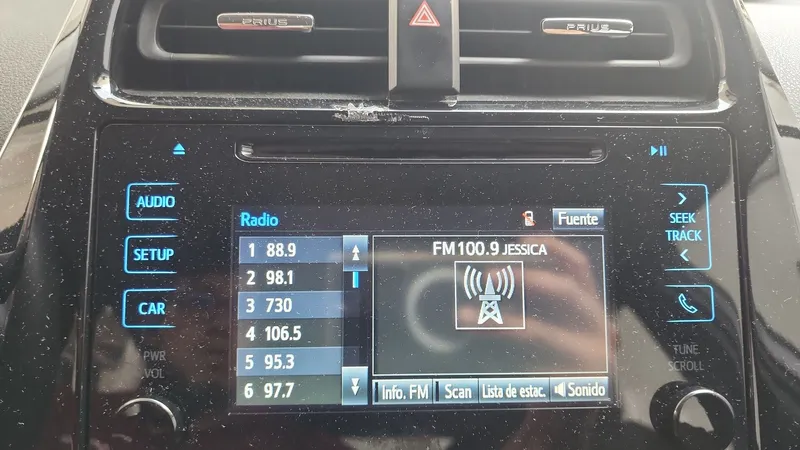 PRIUS
PRIUS
AUDIO
SETUP
CAR
PWR
VOL
Radio
Fuente
1 88.9
2 98.1
3 730
4 106.5
5 95.3
6 97.7
FM 100.9 JESSICA
Info. FM
Scan
Lista de estac.
Sonido
SEEK
TRACK
TUNE
SCROLL